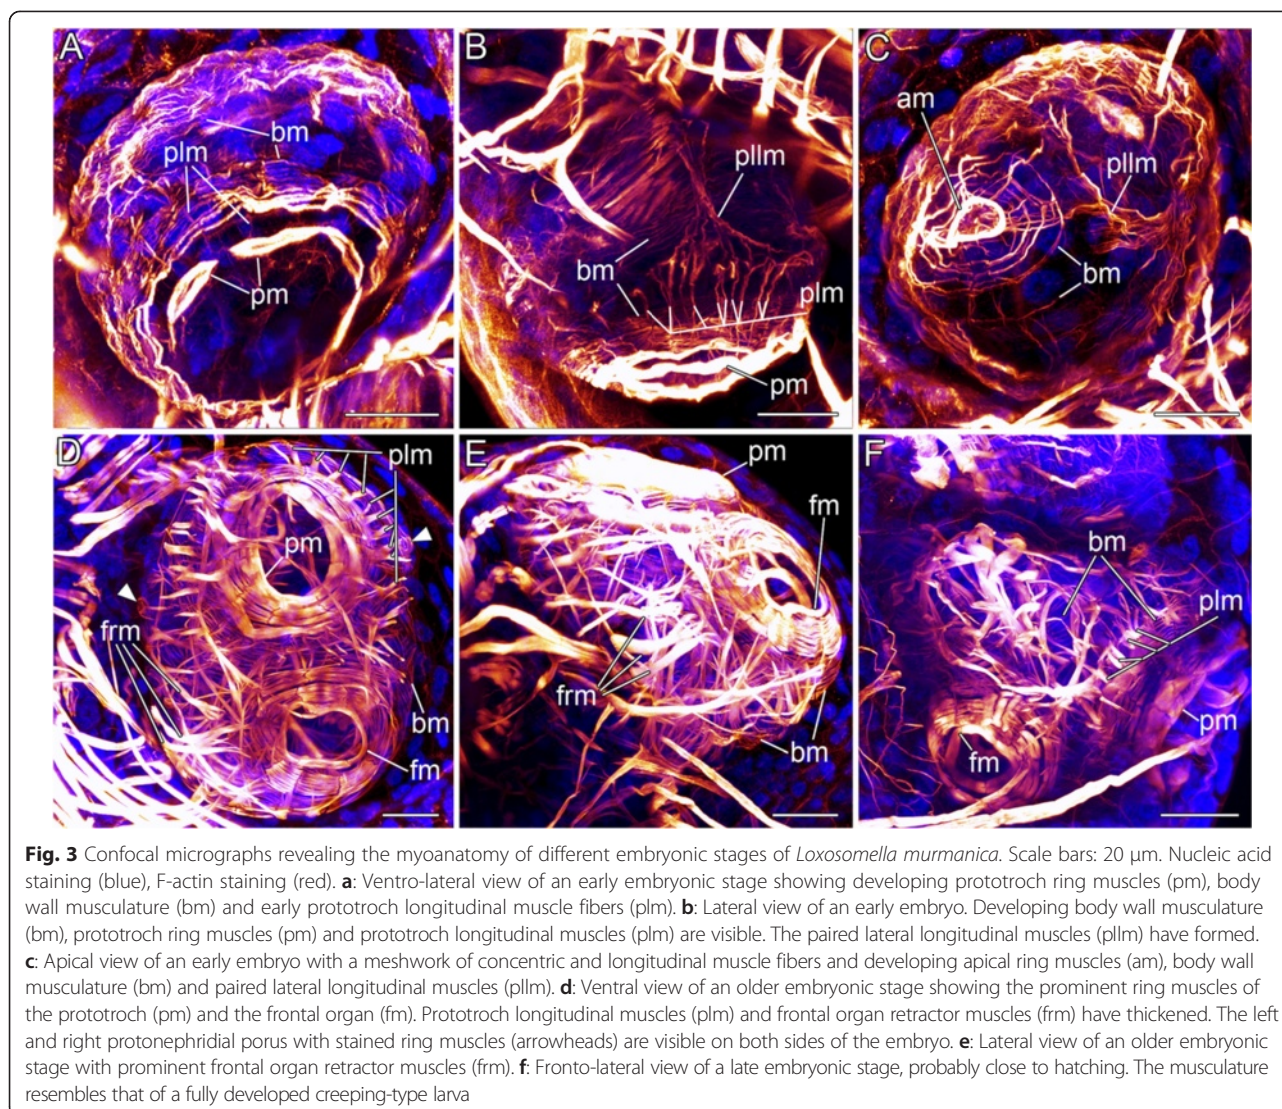 A
bm
plm
pm
B
pllm
bm
plm
pm
C
am
pllm
bm
D
plm
pm
frm
bm
fm
E
pm
fm
frm
bm
F
bm
plm
pm
fm
Fig. 3 Confocal micrographs revealing the myoanatomy of different embryonic stages of Loxosomella murmanica. Scale bars: 20 μm. Nucleic acid
staining (blue), F-actin staining (red). a: Ventro-lateral view of an early embryonic stage showing developing prototroch ring muscles (pm), body
wall musculature (bm) and early prototroch longitudinal muscle fibers (plm). b: Lateral view of an early embryo. Developing body wall musculature
(bm), prototroch ring muscles (pm) and prototroch longitudinal muscles (plm) are visible. The paired lateral longitudinal muscles (pllm) have formed.
c: Apical view of an early embryo with a meshwork of concentric and longitudinal muscle fibers and developing apical ring muscles (am), body wall
musculature (bm) and paired lateral longitudinal muscles (pllm). d: Ventral view of an older embryonic stage showing the prominent ring muscles of
the prototroch (pm) and the frontal organ (fm). Prototroch longitudinal muscles (plm) and frontal organ retractor muscles (frm) have thickened. The left
and right protonephridial porus with stained ring muscles (arrowheads) are visible on both sides of the embryo. e: Lateral view of an older embryonic
stage with prominent frontal organ retractor muscles (frm). f: Fronto-lateral view of a late embryonic stage, probably close to hatching. The musculature
resembles that of a fully developed creeping-type larva